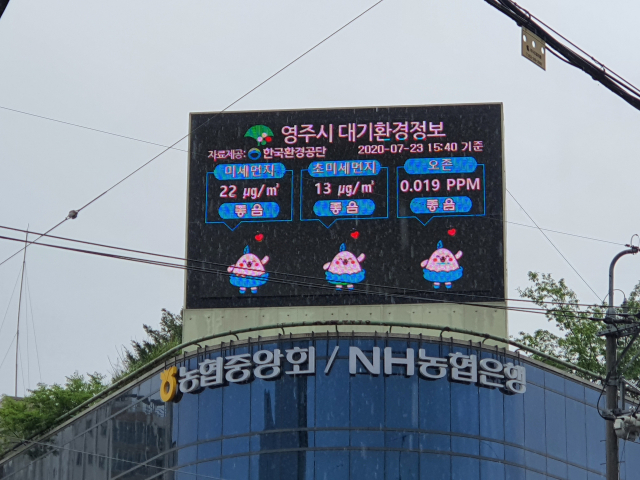 영주시 대기환경정보
자료제공: 한국환경공단 2020-07-23 15:40 기준
미세먼지 초미세먼지 오존
22 ㎍/㎥ 13 ㎍/㎥ 0.019 PPM
좋음 좋음 좋음
농협중앙회 / NH농협은행